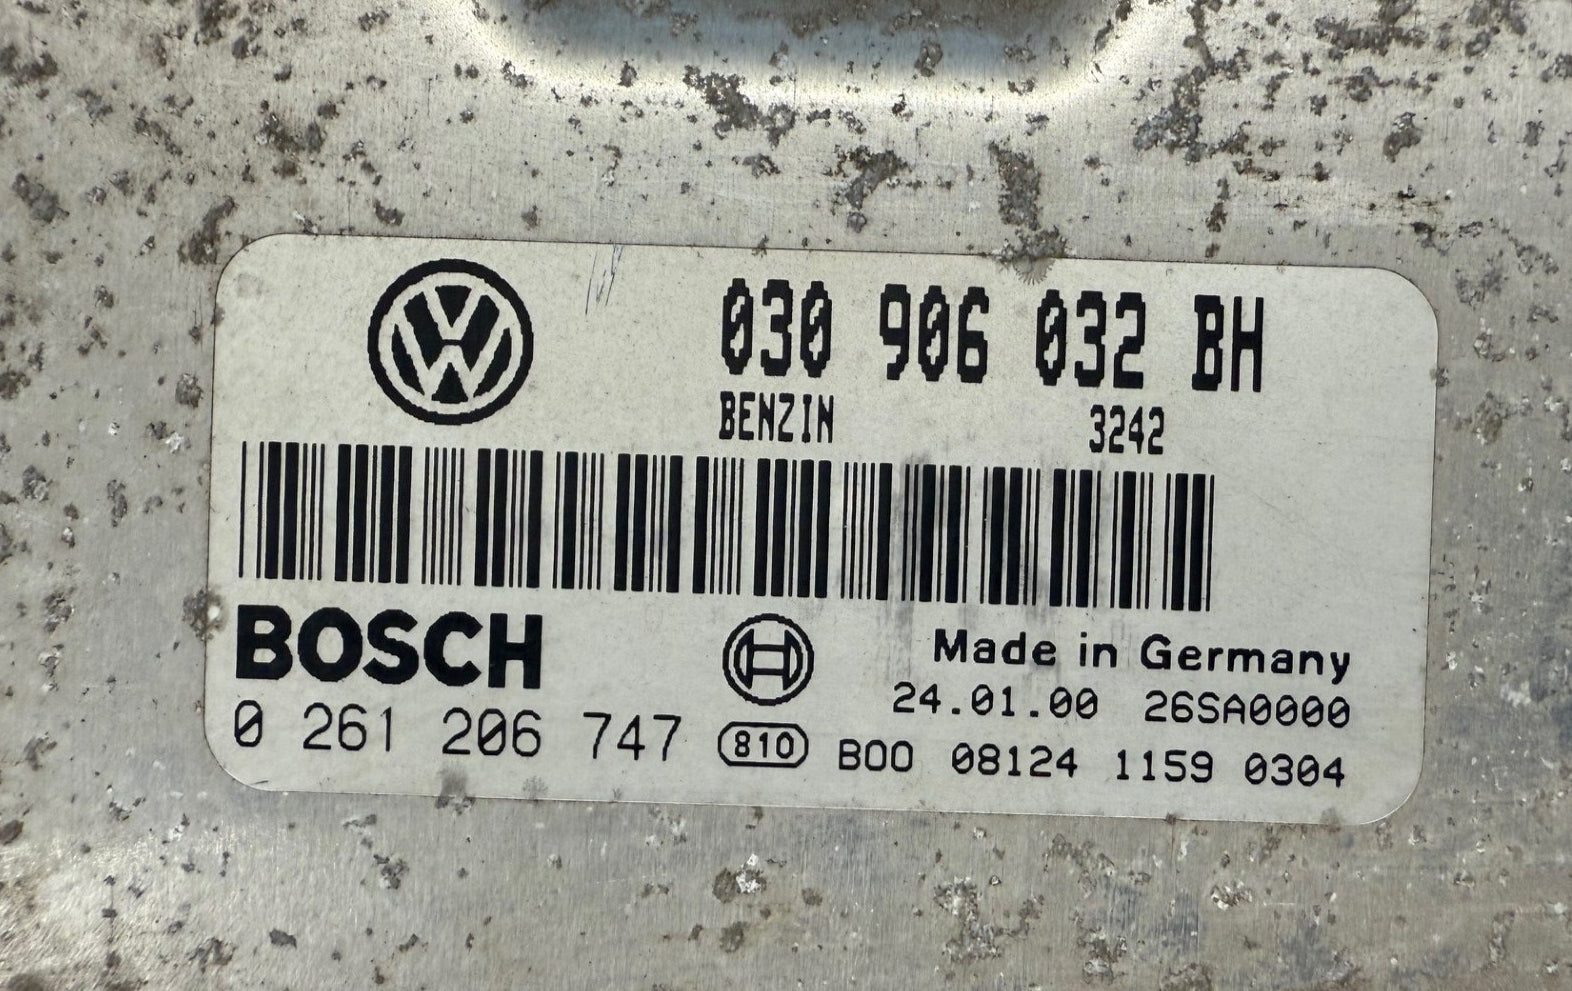 030 906 032 BH
BENZIN 3242
BOSCH
Made in Germany
24.01.00 26SA0000
0 261 206 747 810 B00 08124 1159 0304